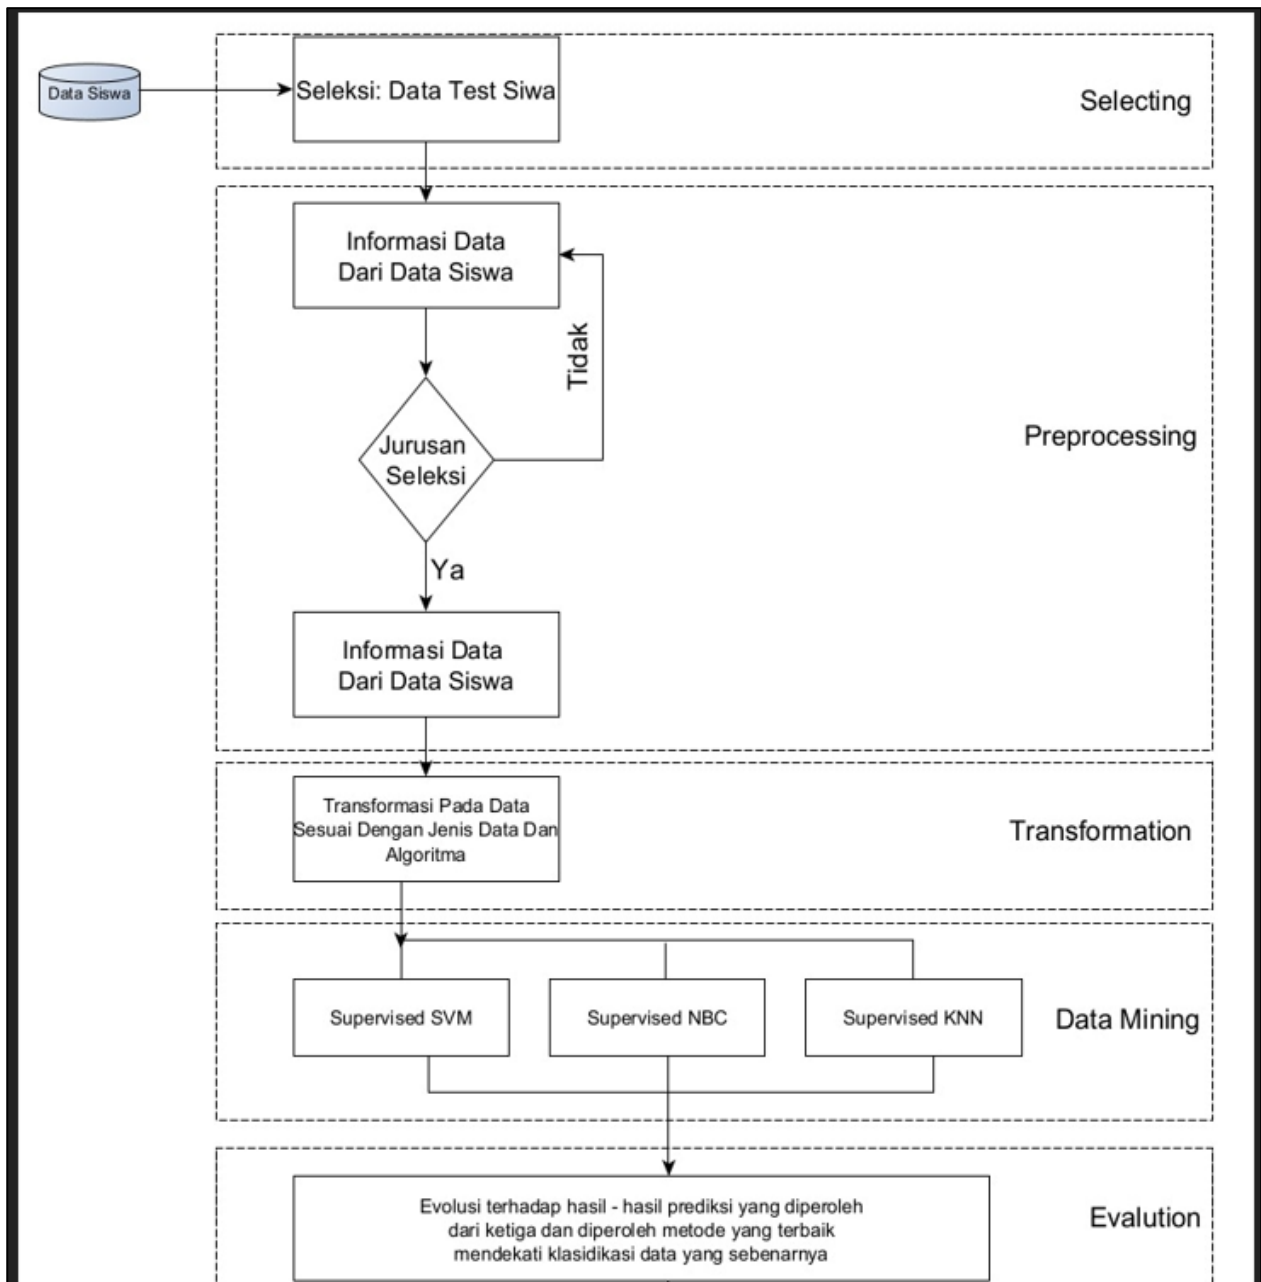 Data Siswa
Seleksi: Data Test Siwa
Selecting
Informasi Data
Dari Data Siswa
Tidak
Jurusan
Seleksi
Preprocessing
Ya
Informasi Data
Dari Data Siswa
Transformasi Pada Data
Sesuai Dengan Jenis Data Dan
Algoritma
Transformation
Supervised SVM
Supervised NBC
Supervised KNN
Data Mining
Evolusi terhadap hasil - hasil prediksi yang diperoleh
dari ketiga dan diperoleh metode yang terbaik
mendekati klasidikasi data yang sebenarnya
Evalution